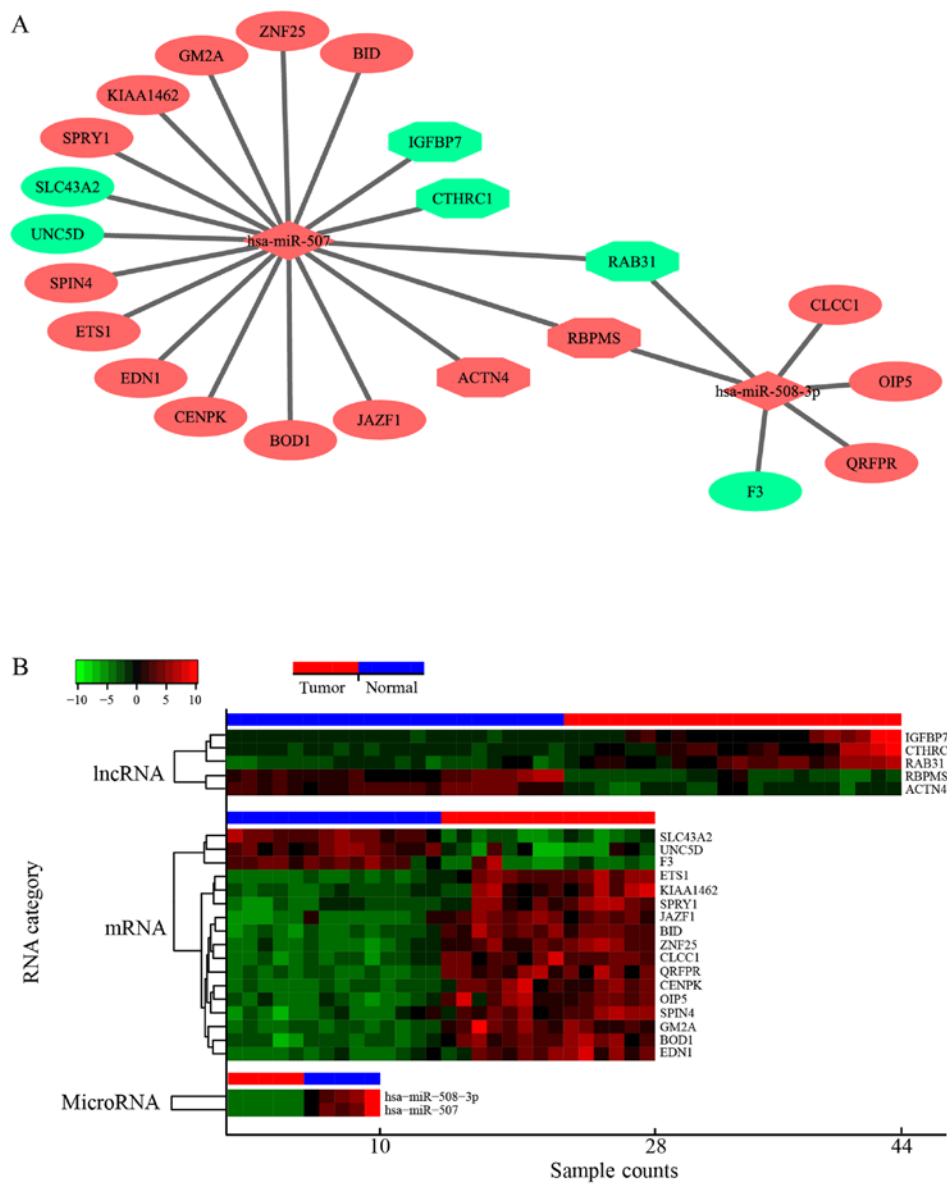 A
ZNF25
GM2A
BID
KIAA1462
SPRY1
IGFBP7
SLC43A2
CTHRC1
UNC5D
hsa-miR-507
RAB31
SPIN4
CLCC1
ETS1
RBPMS
EDN1
ACTN4
OIP5
hsa-miR-508-3p
CENPK
JAZF1
BOD1
QRFPR
F3
B
−10 −5 0 5 10
Tumor Normal
IGFBP7
CTHRC
RAB31
RBPMS
ACTN4
lncRNA
SLC43A2
UNC5D
F3
ETS1
KIAA1462
SPRY1
JAZF1
BID
ZNF25
CLCC1
QRFPR
CENPK
OIP5
SPIN4
GM2A
BOD1
EDN1
mRNA
RNA category
hsa−miR−508−3p
hsa−miR−507
MicroRNA
10 28 44
Sample counts